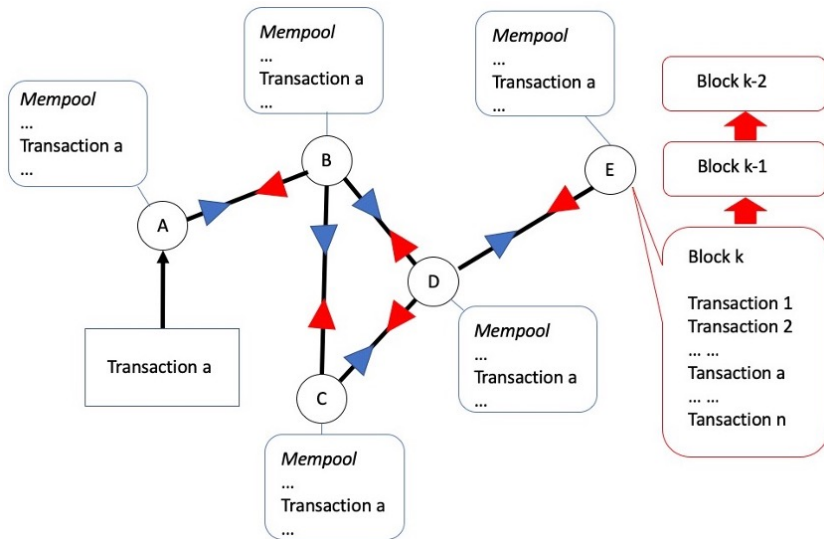 Mempool
...
Transaction a
...
Mempool
...
Transaction a
...
Mempool
...
Transaction a
...
Block k-2
Block k-1
Block k
Transaction 1
Transaction 2
... ...
Tansaction a
... ...
Tansaction n
A
B
E
D
C
Transaction a
Mempool
...
Transaction a
...
Mempool
...
Transaction a
...